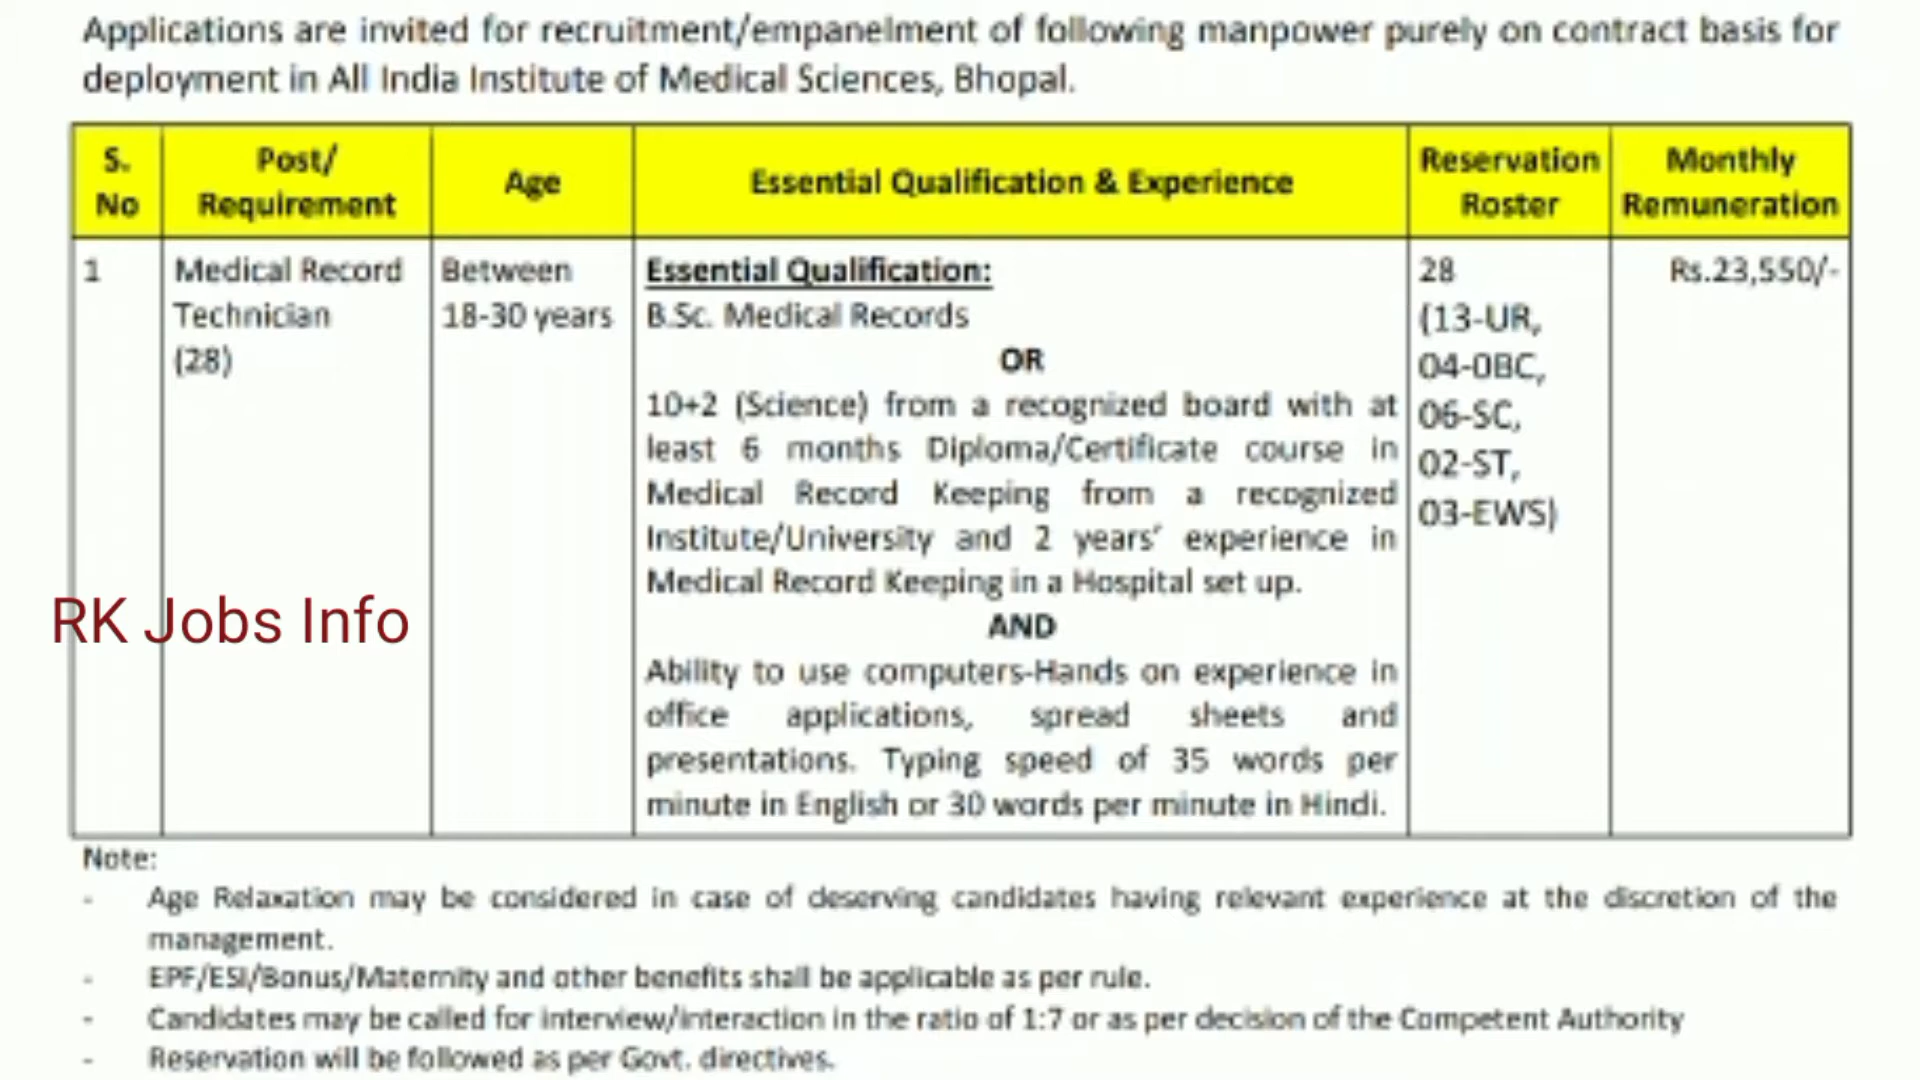 Applications are invited for recruitment/empanelment of following manpower purely on contract basis for
deployment in All India Institute of Medical Sciences, Bhopal.
S. No
Post/ Requirement
Age
Essential Qualification & Experience
Reservation Roster
Monthly Remuneration
1
Medical Record
Technician
(28)
Between
18-30 years
Essential Qualification:
B.Sc. Medical Records
OR
10+2 (Science) from a recognized board with at
least 6 months Diploma/Certificate course in
Medical Record Keeping from a recognized
Institute/University and 2 years’ experience in
Medical Record Keeping in a Hospital set up.
AND
Ability to use computers-Hands on experience in
office applications, spread sheets and
presentations. Typing speed of 35 words per
minute in English or 30 words per minute in Hindi.
28
(13-UR,
04-0BC,
06-SC,
02-ST,
03-EWS)
Rs.23,550/-
RK Jobs Info
Note:
- Age Relaxation may be considered in case of deserving candidates having relevant experience at the discretion of the
management.
- EPF/ESI/Bonus/Maternity and other benefits shall be applicable as per rule.
- Candidates may be called for interview/interaction in the ratio of 1:7 or as per decision of the Competent Authority
- Reservation will be followed as per Govt. directives.